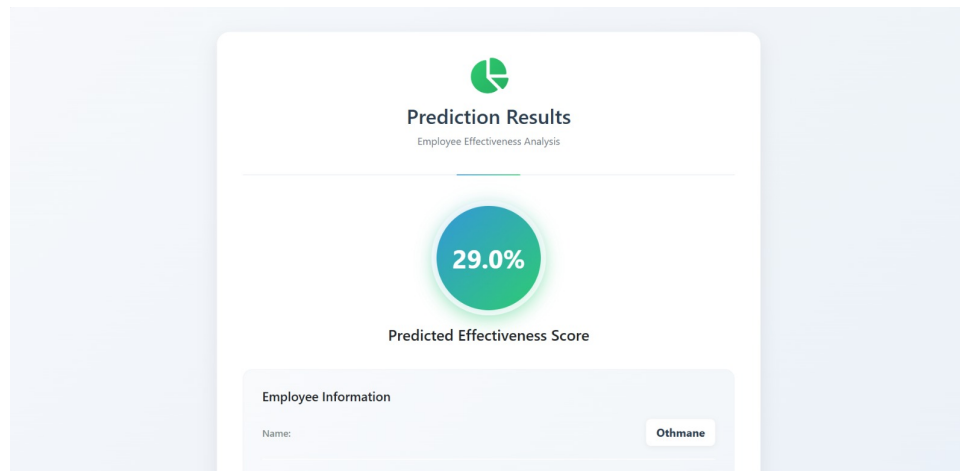 Prediction Results
Employee Effectiveness Analysis
29.0%
Predicted Effectiveness Score
Employee Information
Name: Othmane